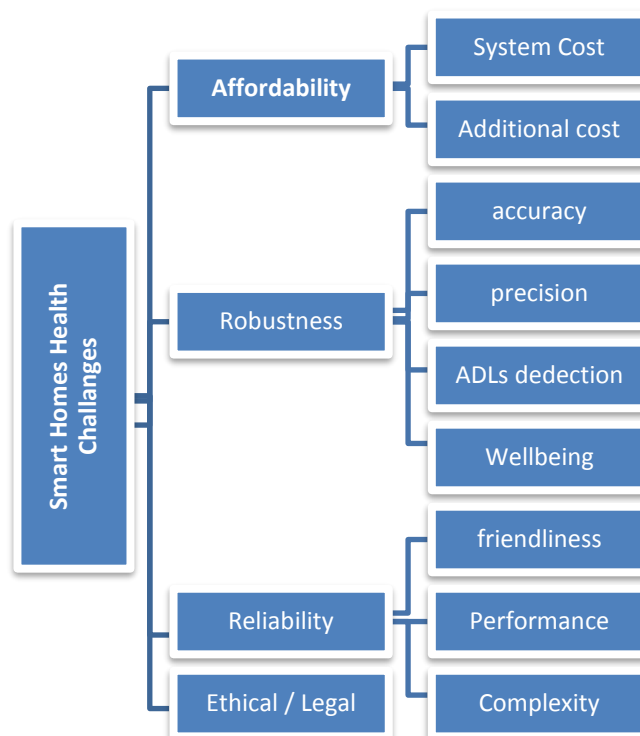 Smart Homes Health
Challanges
Affordability
System Cost
Additional cost
Robustness
accuracy
precision
ADLs dedection
Wellbeing
Reliability
friendliness
Performance
Complexity
Ethical / Legal